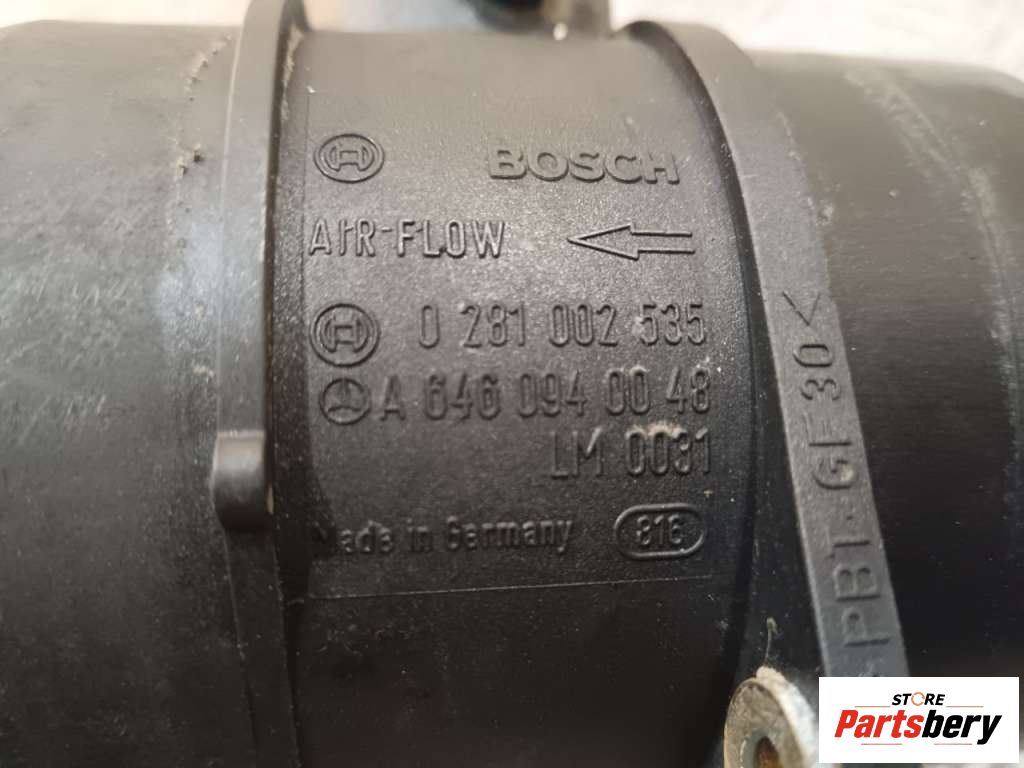 BOSCH
AIR-FLOW
0 281 002 535
A 646 094 00 48
LM 0031
Made in Germany 816
PBT-GF30<
STORE
Partsbery